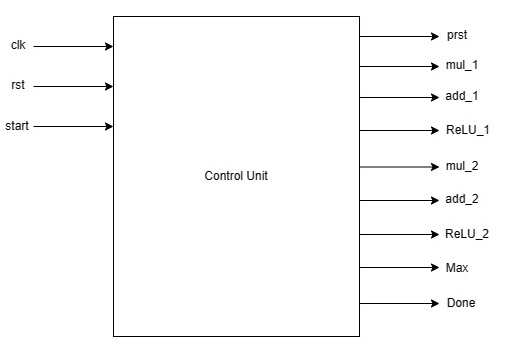 clk
rst
start
Control Unit
prst
mul_1
add_1
ReLU_1
mul_2
add_2
ReLU_2
Max
Done